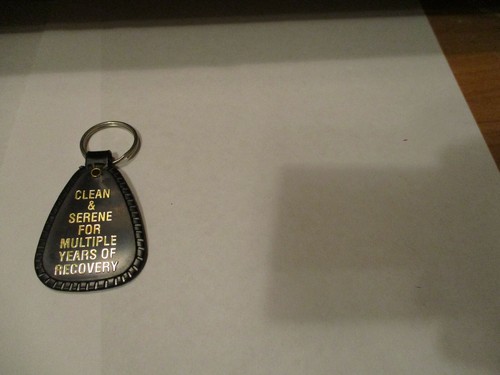 CLEAN
&
SERENE
FOR
MULTIPLE
YEARS OF
RECOVERY